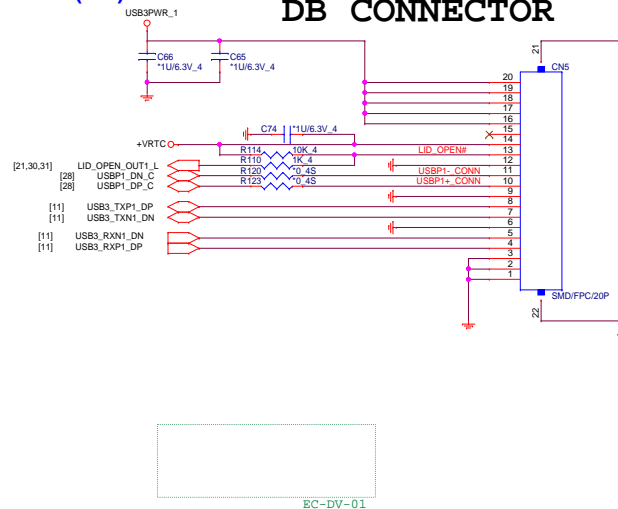 DB CONNECTOR
USB3PWR_1
21
CN5
C66
*1U/6.3V_4
C65
*1U/6.3V_4
20
19
18
17
16
15
14
13
12
11
10
9
8
7
6
5
4
3
2
1
C74
*1U/6.3V_4
+VRTC
R114
10K_4
LID_OPEN#
[21,30,31]
LID_OPEN_OUT1_L
R110
1K_4
[28]
USBP1_DN_C
R120
*0_4S
USBP1-_CONN
[28]
USBP1_DP_C
R123
*0_4S
USBP1+_CONN
[11]
USB3_TXP1_DP
[11]
USB3_TXN1_DN
[11]
USB3_RXN1_DN
[11]
USB3_RXP1_DP
SMD/FPC/20P
22
EC-DV-01